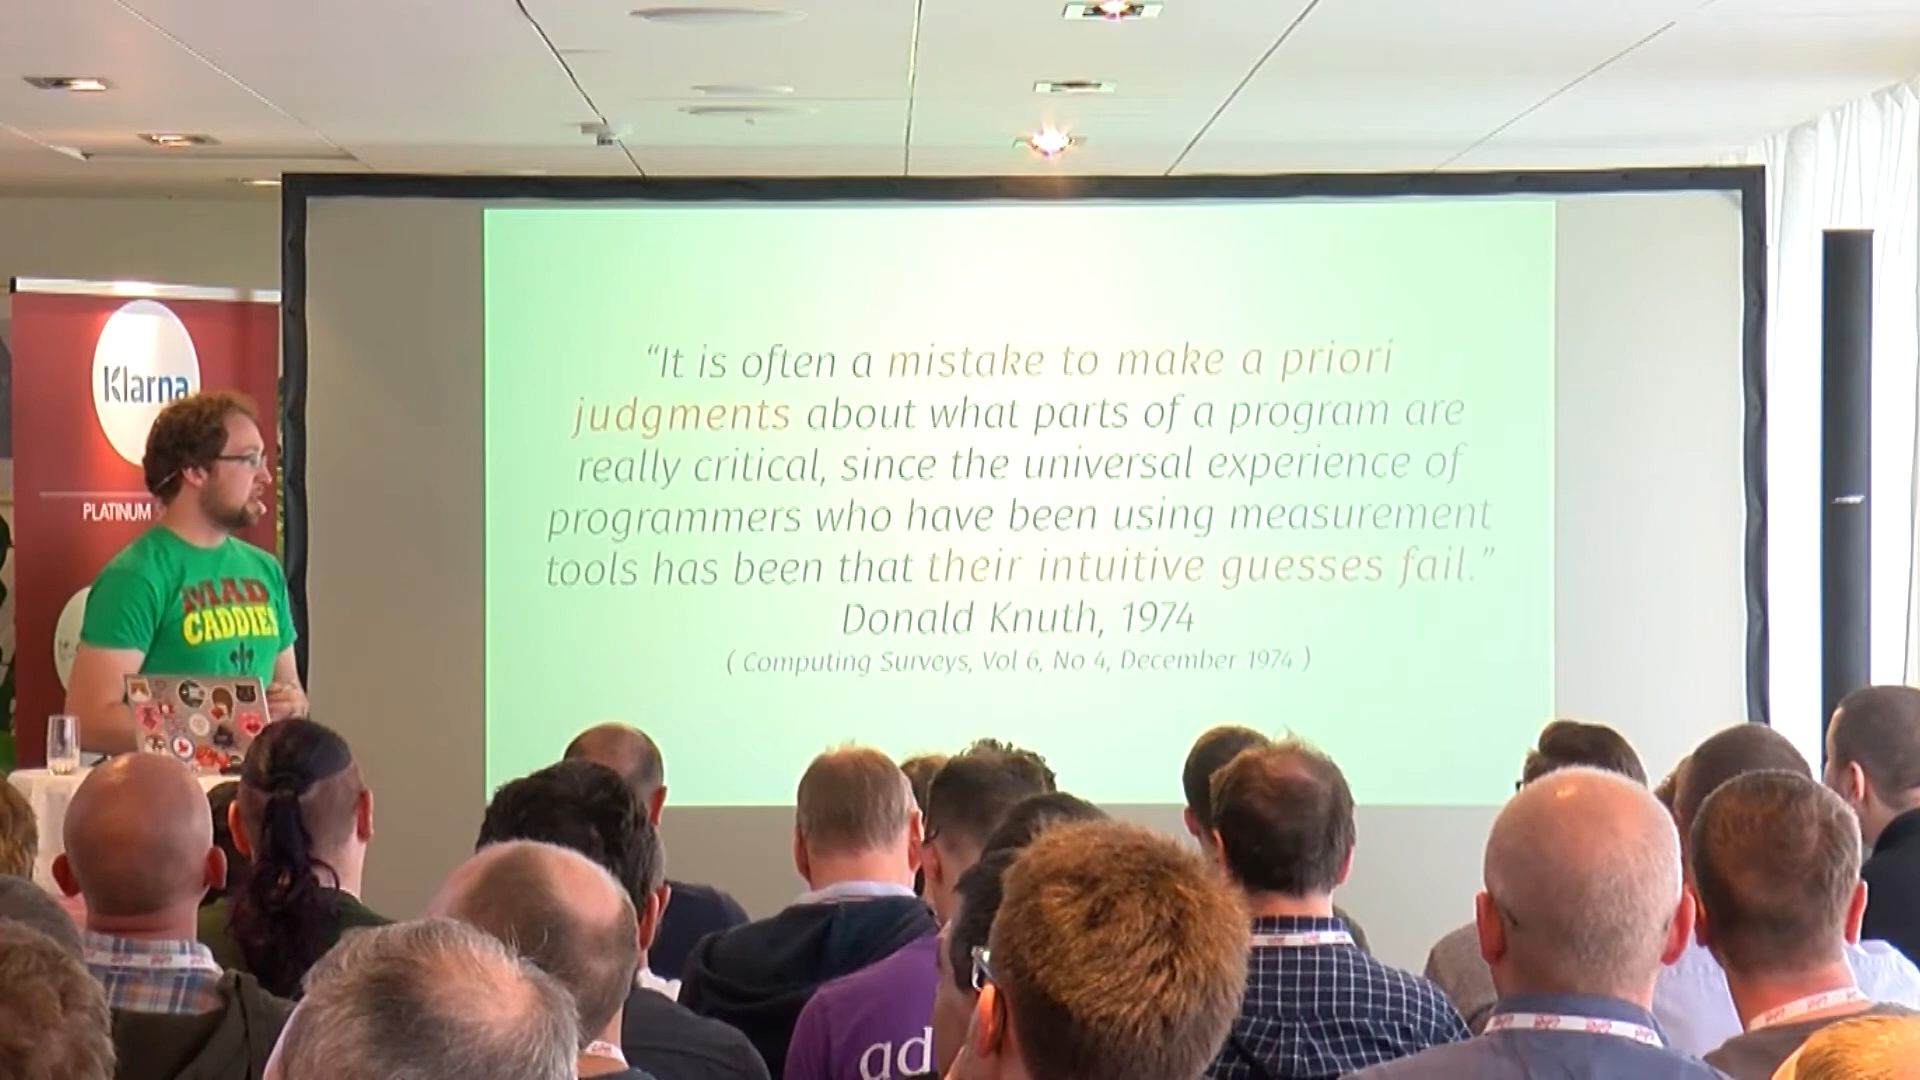 “It is often a mistake to make a priori
judgments about what parts of a program are
really critical, since the universal experience of
programmers who have been using measurement
tools has been that their intuitive guesses fail.”
Donald Knuth, 1974
( Computing Surveys, Vol 6, No 4, December 1974 )
Klarna
PLATINUM
MAD
CADDIES
ad